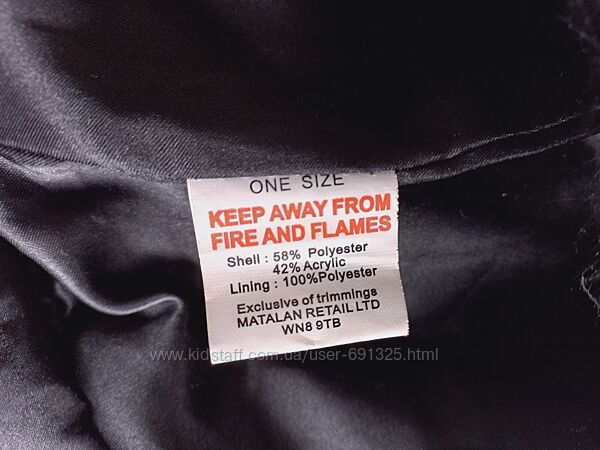 ONE SIZE
KEEP AWAY FROM
FIRE AND FLAMES
Shell : 58% Polyester
42% Acrylic
Lining : 100%Polyester
Exclusive of trimmings
MATALAN RETAIL LTD
WN8 9TB
www.kidstaff.com.ua/user-691325.html